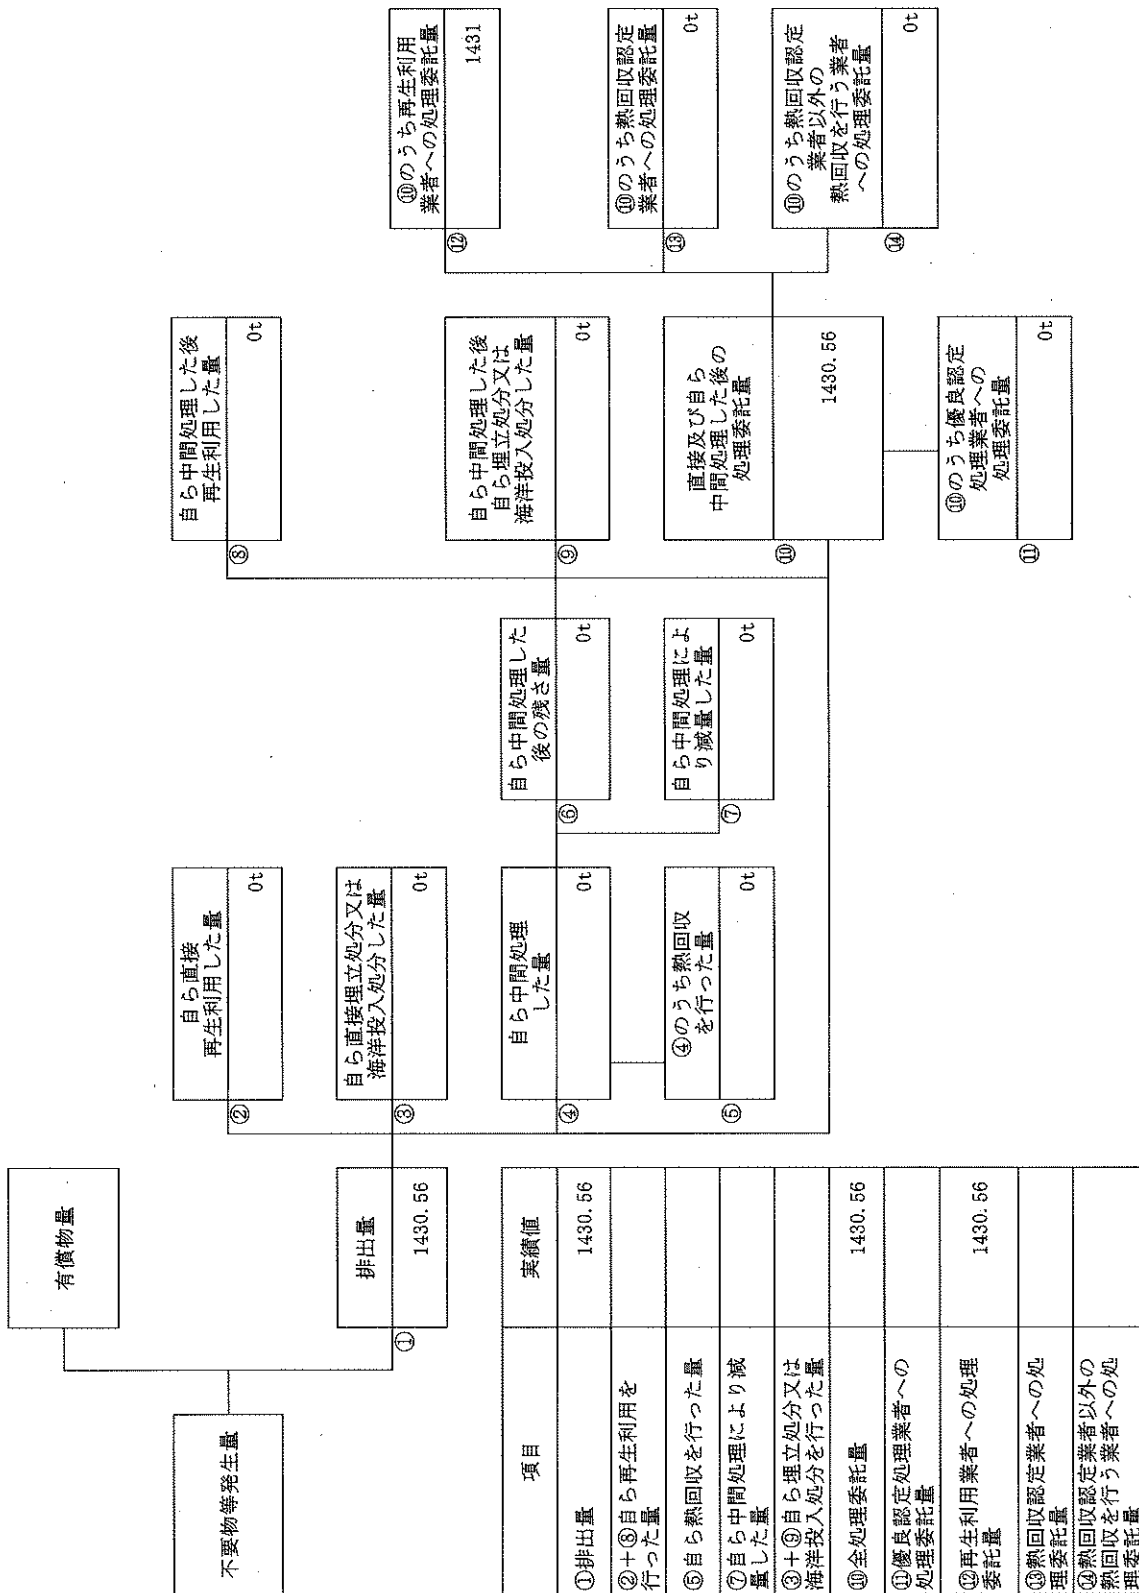 不要物等発生量
有償物量
①
排出量
1430.56
②
自ら直接
再生利用した量
0t
③
自ら直接埋立処分又は
海洋投入処分した量
0t
④
自ら中間処理
した量
0t
⑤
④のうち熱回収
を行った量
0t
⑥
自ら中間処理した
後の残さ量
0t
⑦
自ら中間処理によ
り減量した量
0t
⑧
自ら中間処理した後
再生利用した量
0t
⑨
自ら中間処理した後
自ら埋立処分又は
海洋投入処分した量
0t
⑩
直接及び自ら
中間処理した後の
処理委託量
1430.56
⑪
⑩のうち優良認定
処理業者への
処理委託量
0t
⑫
⑩のうち再生利用
業者への処理委託量
1431
⑬
⑩のうち熱回収認定
業者への処理委託量
0t
⑭
⑩のうち熱回収認定
業者以外の
熱回収を行う業者
への処理委託量
0t
項目 実績値
①排出量 1430.56
②+⑧自ら再生利用を
行った量
⑤自ら熱回収を行った量
⑦自ら中間処理により減
量した量
③+⑨自ら埋立処分又は
海洋投入処分を行った量
⑩全処理委託量 1430.56
⑪優良認定処理業者への
処理委託量
⑫再生利用業者への処理
委託量 1430.56
⑬熱回収認定業者への処
理委託量
⑭熱回収認定業者以外の
熱回収を行う業者への処
理委託量